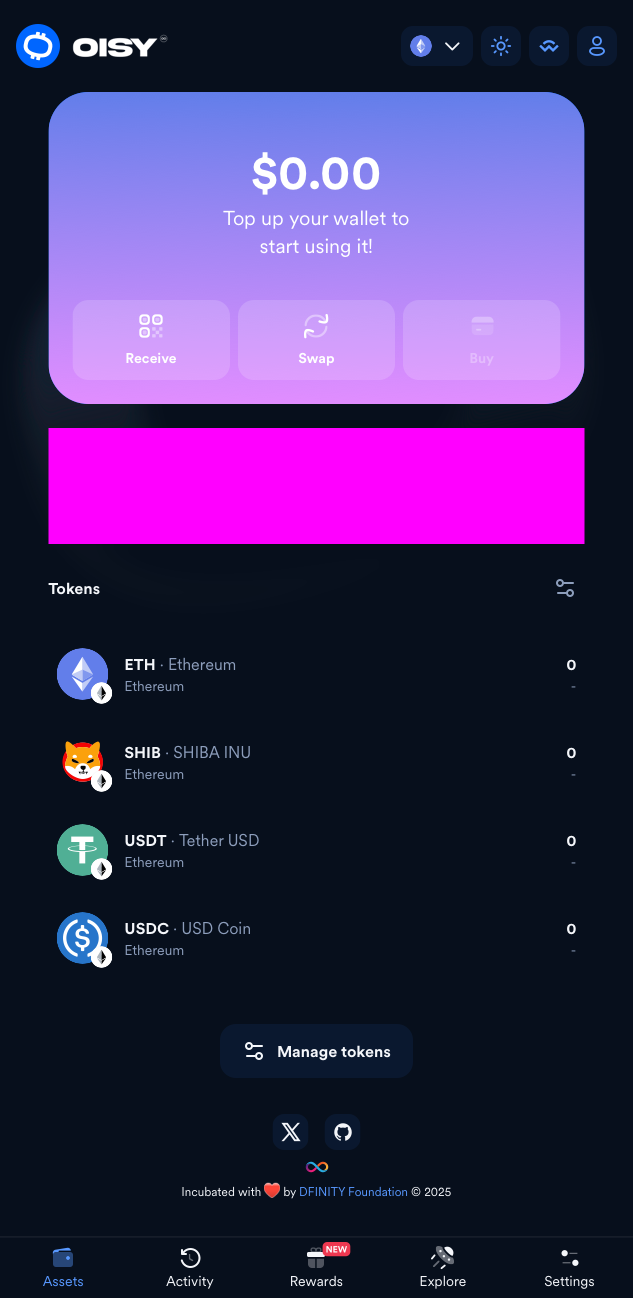 OISY
$0.00
Top up your wallet to
start using it!
Receive
Swap
Buy
Tokens
ETH · Ethereum
0
Ethereum
-
SHIB · SHIBA INU
0
Ethereum
-
USDT · Tether USD
0
Ethereum
-
USDC · USD Coin
0
Ethereum
-
Manage tokens
Incubated with ❤️ by DFINITY Foundation © 2025
NEW
Assets
Activity
Rewards
Explore
Settings